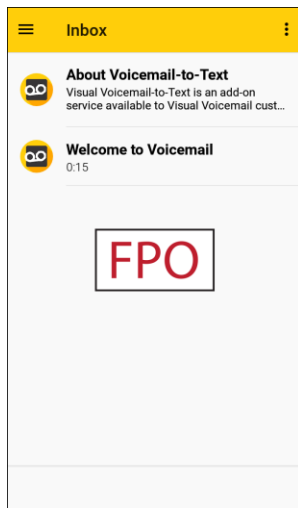 Inbox
About Voicemail-to-Text
Visual Voicemail-to-Text is an add-on
service available to Visual Voicemail cust...
Welcome to Voicemail
0:15
FPO